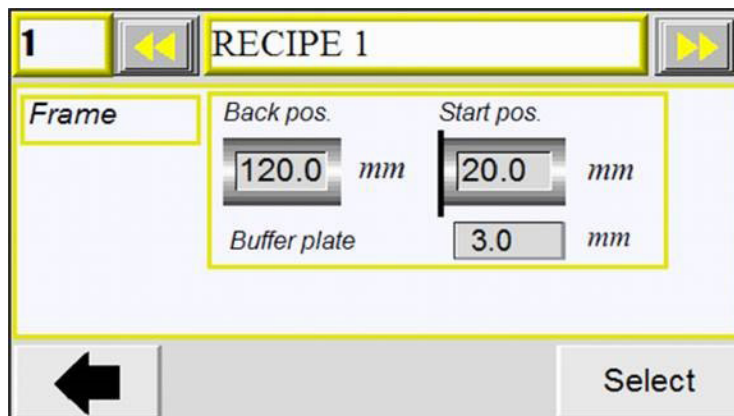 1 RECIPE 1
Frame Back pos. Start pos.
120.0 mm 20.0 mm
Buffer plate 3.0 mm
Select